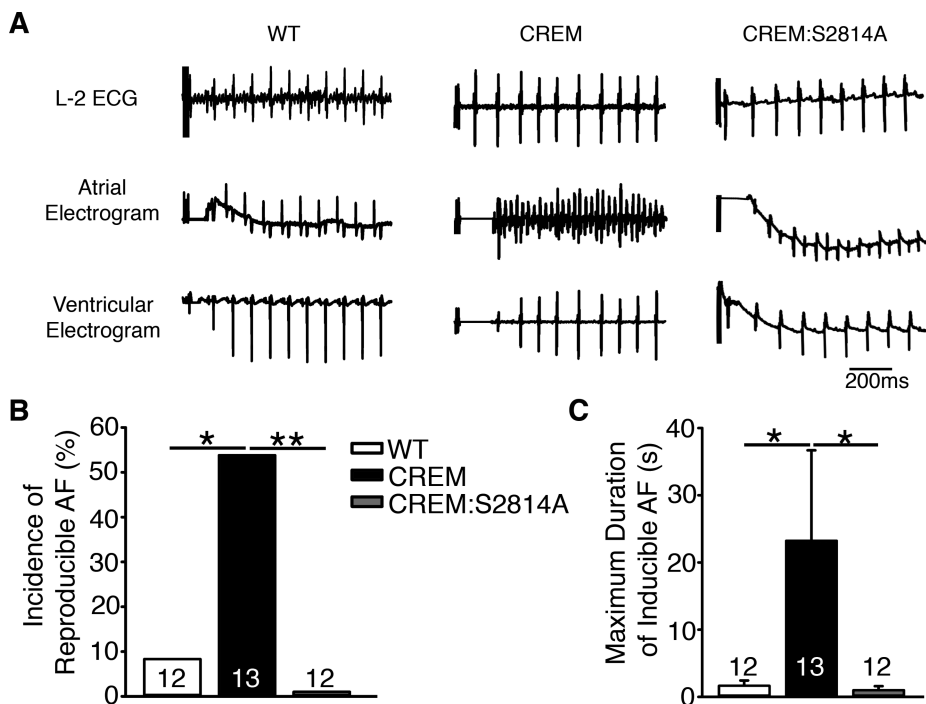 A
WT
CREM
CREM:S2814A
L-2 ECG
Atrial
Electrogram
Ventricular
Electrogram
200ms
B
Incidence of
Reproducible AF (%)
60
50
40
30
20
10
0
*
**
12
13
12
WT
CREM
CREM:S2814A
C
Maximum Duration
of Inducible AF (s)
40
30
20
10
0
*
*
12
13
12